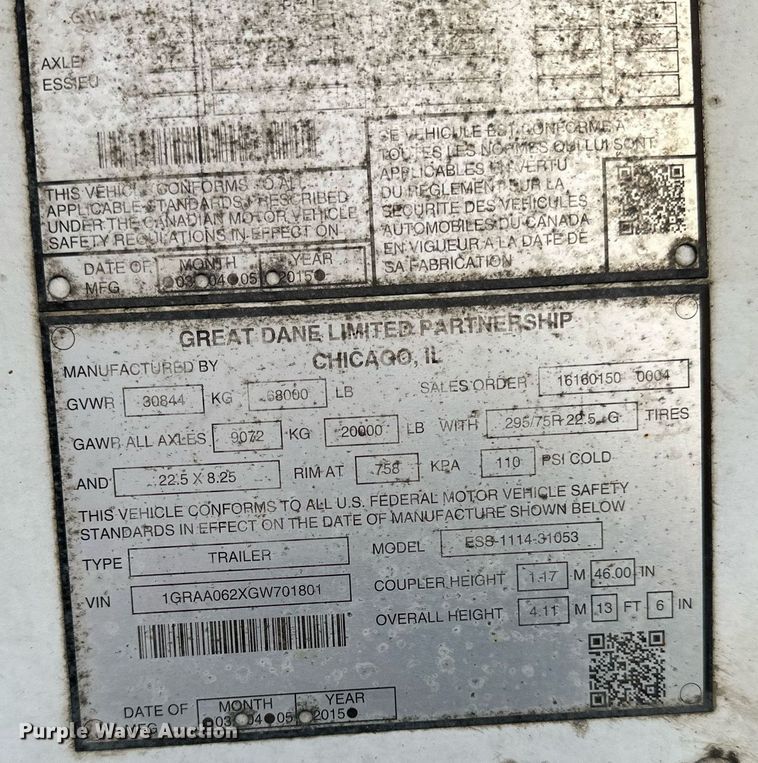 AXLE
ESSIEU
THIS VEHICLE CONFORMS TO ALL
APPLICABLE STANDARDS PRESCRIBED
UNDER THE CANADIAN MOTOR VEHICLE
SAFETY REGULATIONS IN EFFECT ON
DATE OF MFG MONTH 03 04 05 YEAR 2015
CE VEHICULE EST CONFORME A
TOUTES LES NORMES QUI LUI SONT
APPLICABLES EN VERTU
DU REGLEMENT SUR LA
SECURITE DES VEHICULES
AUTOMOBILES DU CANADA
EN VIGUEUR A LA DATE DE
SA FABRICATION
GREAT DANE LIMITED PARTNERSHIP
MANUFACTURED BY CHICAGO, IL
GVWR 30844 KG 68000 LB SALES ORDER 16160150 0004
GAWR ALL AXLES 9072 KG 20000 LB WITH 295/75R 22.5 G TIRES
AND 22.5 X 8.25 RIM AT 758 KPA 110 PSI COLD
THIS VEHICLE CONFORMS TO ALL U.S. FEDERAL MOTOR VEHICLE SAFETY
STANDARDS IN EFFECT ON THE DATE OF MANUFACTURE SHOWN BELOW
TYPE TRAILER MODEL ESS-1114-31053
VIN 1GRAA062XGW701801 COUPLER HEIGHT 1.17 M 46.00 IN
OVERALL HEIGHT 4.11 M 13 FT 6 IN
DATE OF MFG MONTH 03 04 05 YEAR 2015
Purple Wave Auction